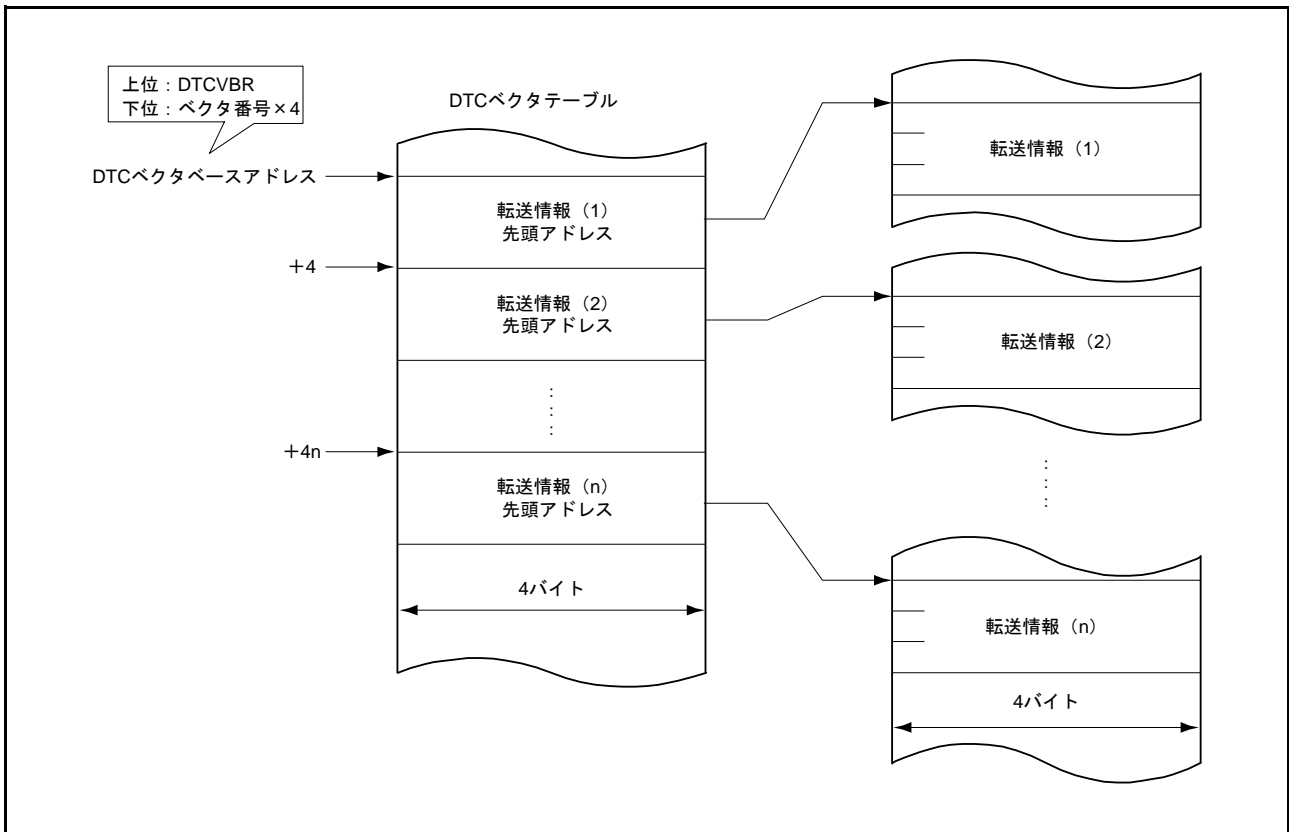 上位：DTCVBR
下位：ベクタ番号×4
DTCベクタテーブル
DTCベクタベースアドレス
転送情報（1）
先頭アドレス
+4
転送情報（2）
先頭アドレス
+4n
転送情報（n）
先頭アドレス
4バイト
転送情報（1）
転送情報（2）
転送情報（n）
4バイト